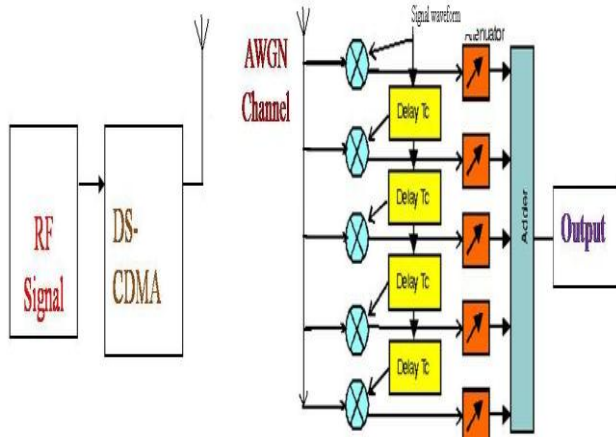 Signal waveform
AWGN
Channel
Delay Tc
Delay Tc
Delay Tc
Delay Tc
RF
Signal
DS-
CDMA
Adder
Output